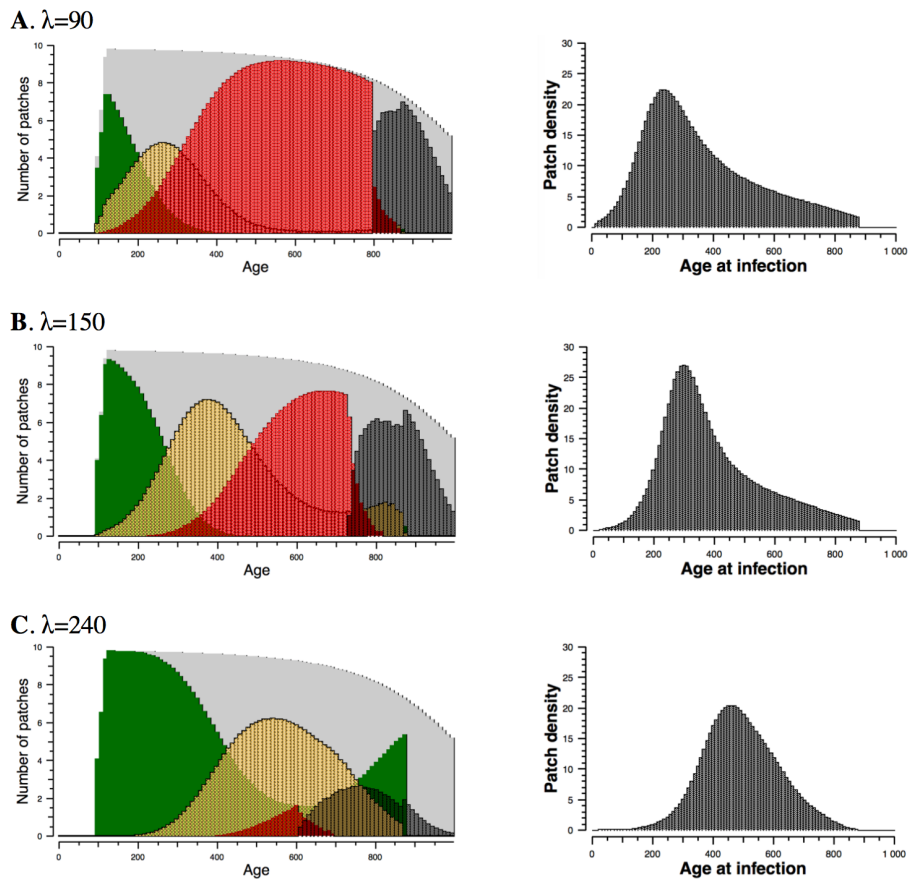 A. λ=90
Number of patches
10
8
6
4
2
0
0 200 400 600 800
Age
Patch density
30
25
20
15
10
5
0
0 200 400 600 800 1 000
Age at infection
B. λ=150
Number of patches
10
8
6
4
2
0
0 200 400 600 800
Age
Patch density
30
25
20
15
10
5
0
0 200 400 600 800 1 000
Age at infection
C. λ=240
Number of patches
10
8
6
4
2
0
0 200 400 600 800
Age
Patch density
30
25
20
15
10
5
0
0 200 400 600 800 1 000
Age at infection